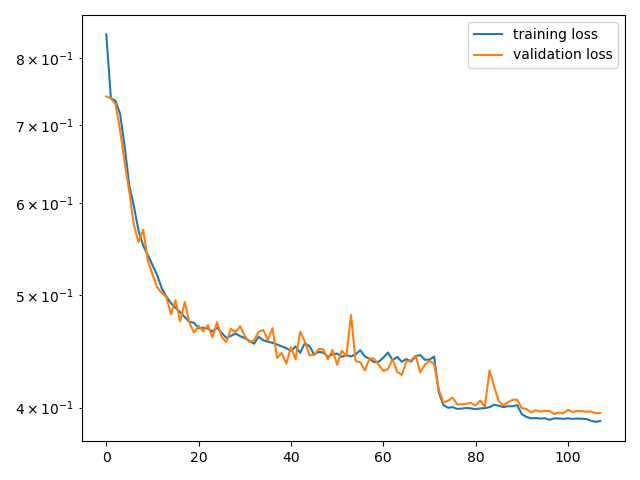 training loss
validation loss
8 × 10⁻¹
7 × 10⁻¹
6 × 10⁻¹
5 × 10⁻¹
4 × 10⁻¹
0 20 40 60 80 100